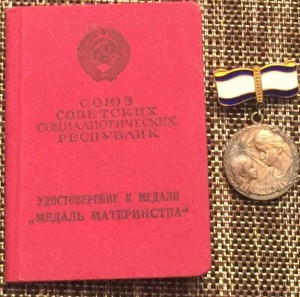 СОЮЗ
СОВЕТСКИХ
СОЦИАЛИСТИЧЕСКИХ
РЕСПУБЛИК
УДОСТОВЕРЕНИЕ К МЕДАЛИ
„МЕДАЛЬ МАТЕРИНСТВА“